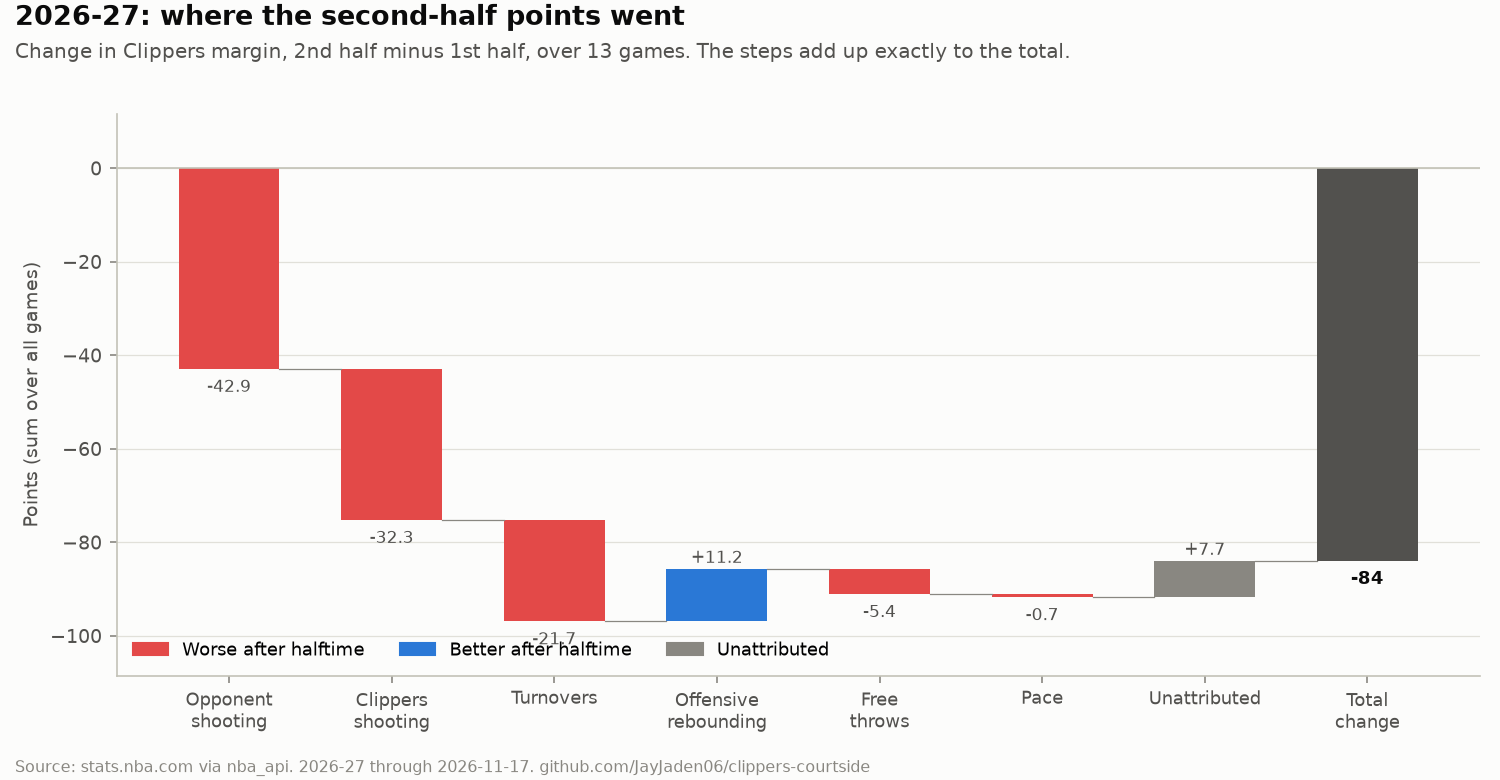 2026-27: where the second-half points went
Change in Clippers margin, 2nd half minus 1st half, over 13 games. The steps add up exactly to the total.
Points (sum over all games)
0
−20
−40
−60
−80
−100
-42.9
-32.3
-21.7
+11.2
-5.4
-0.7
+7.7
-84
Worse after halftime
Better after halftime
Unattributed
Opponent
shooting
Clippers
shooting
Turnovers
Offensive
rebounding
Free
throws
Pace
Unattributed
Total
change
Source: stats.nba.com via nba_api. 2026-27 through 2026-11-17. github.com/JayJaden06/clippers-courtside